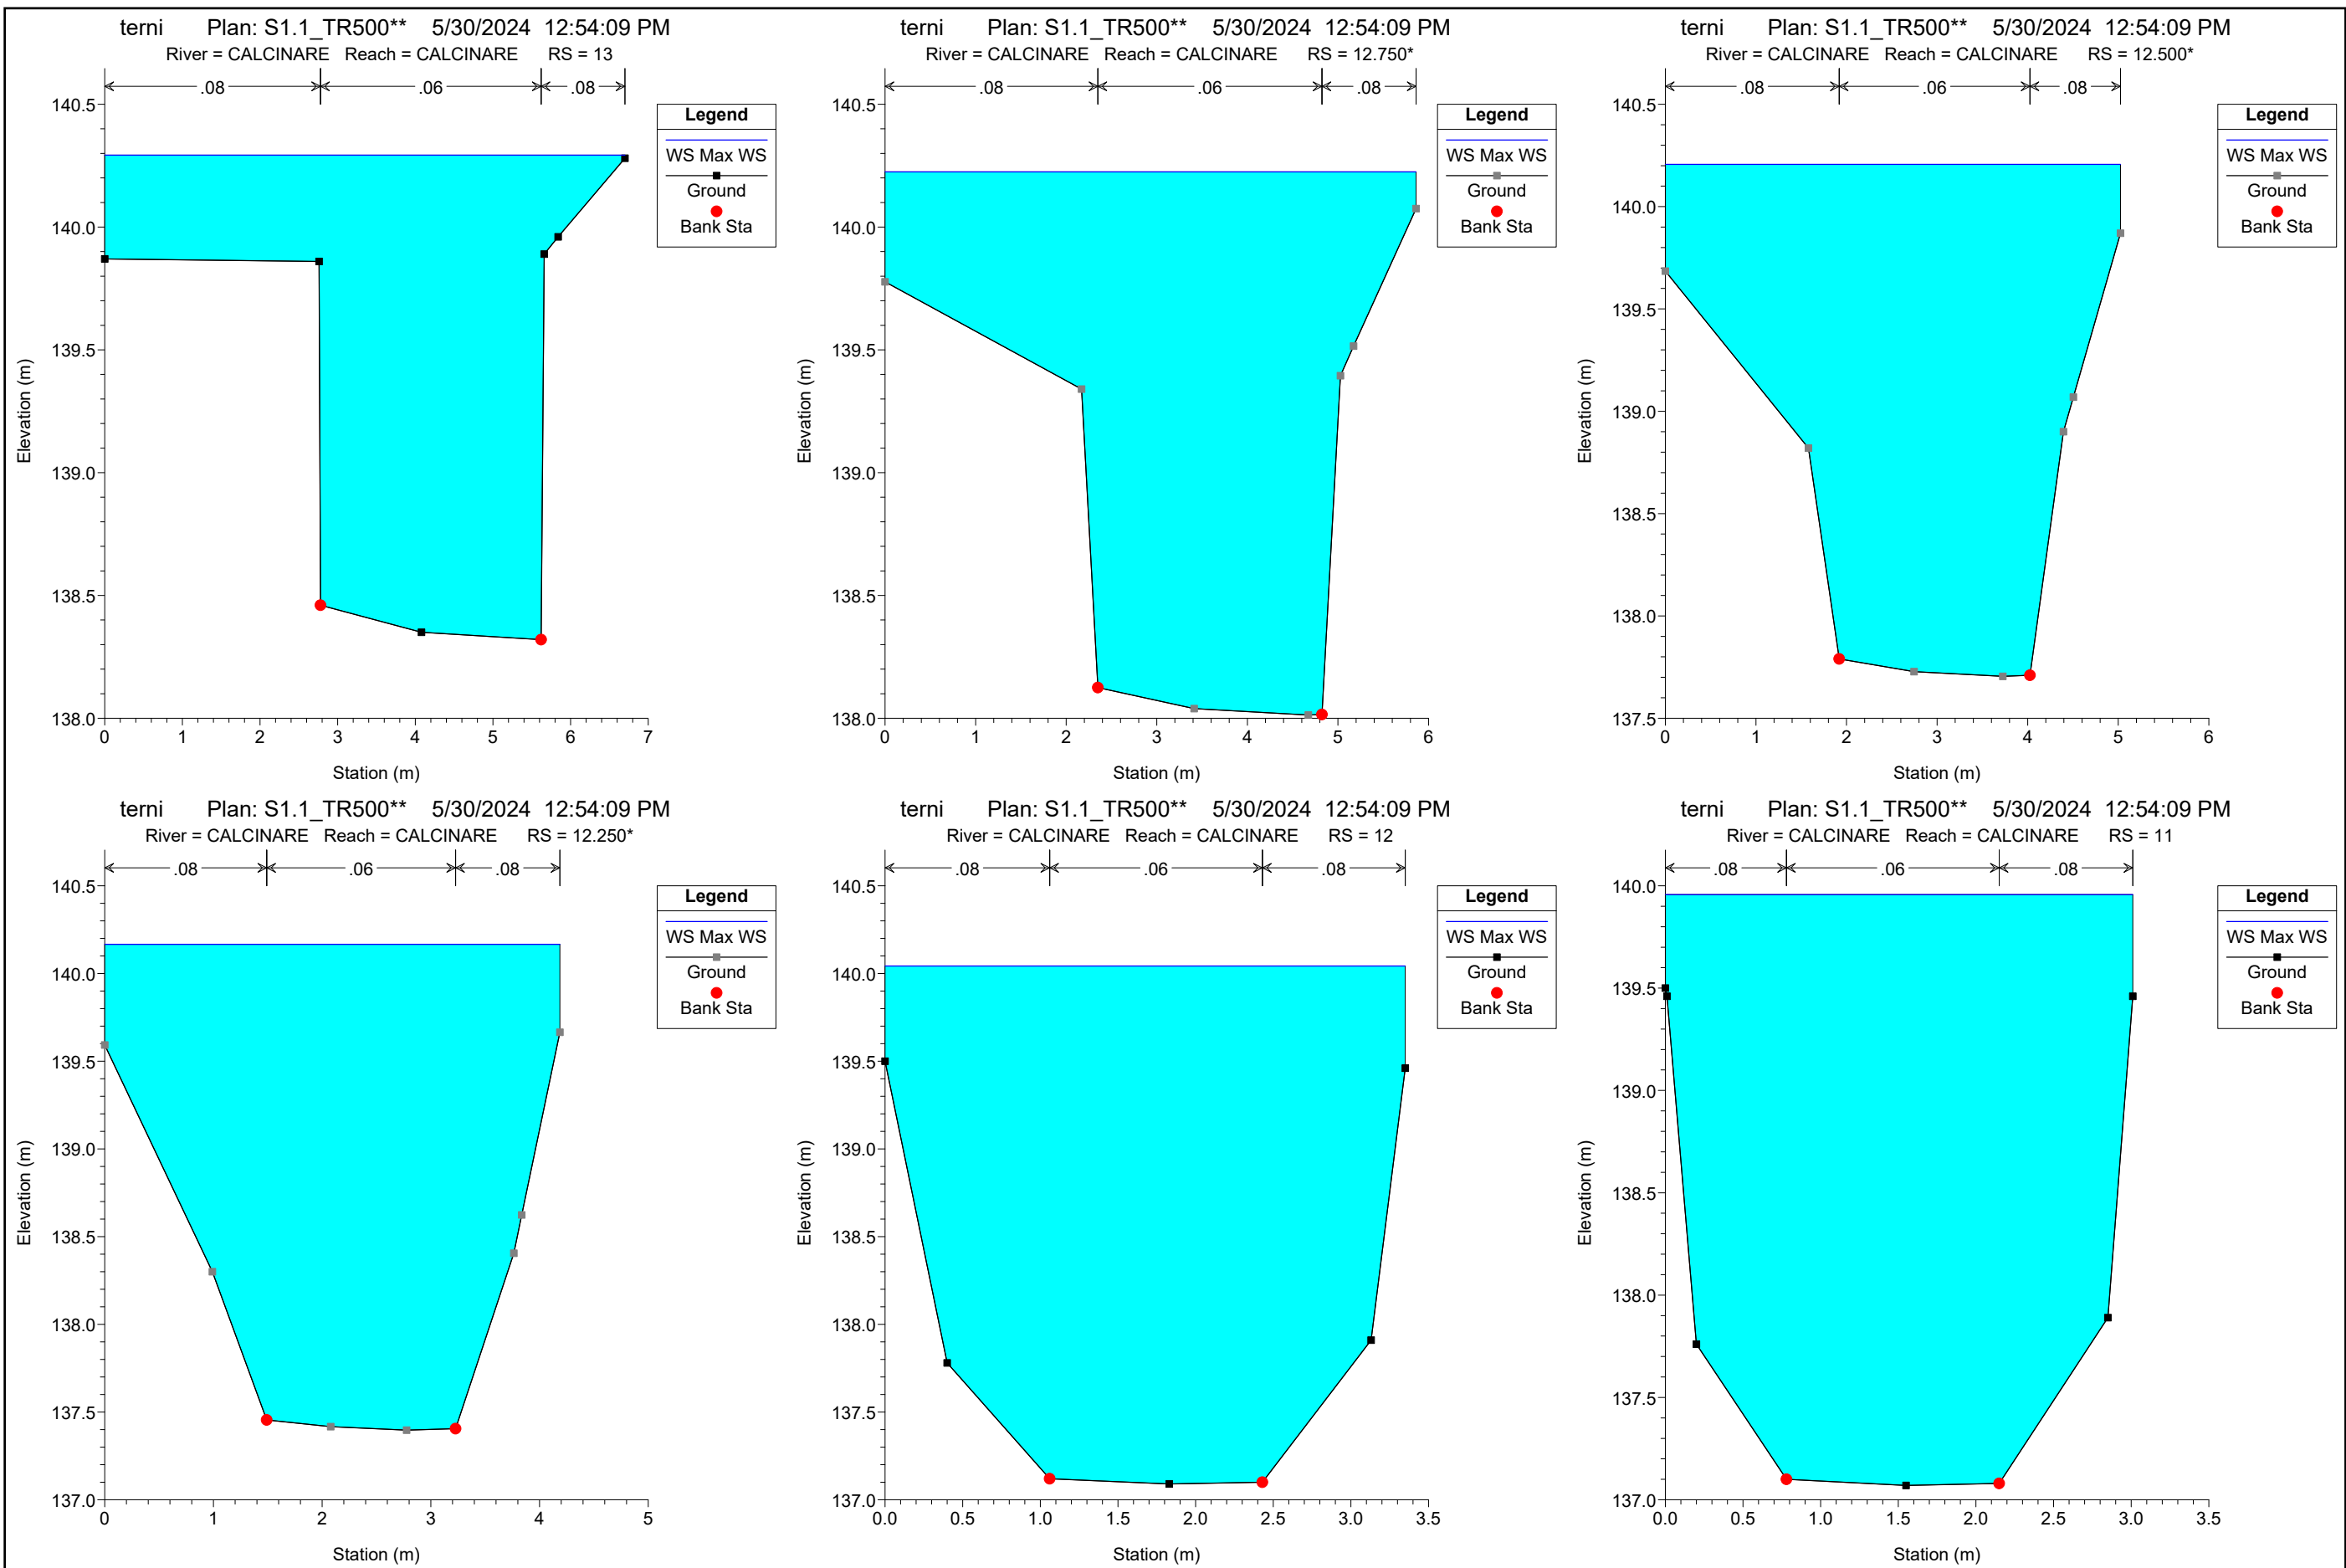 terni Plan: S1.1_TR500** 5/30/2024 12:54:09 PM
River = CALCINARE Reach = CALCINARE RS = 13
.08 .06 .08
140.5
140.0
139.5
139.0
138.5
138.0
0 1 2 3 4 5 6 7
Station (m)
Elevation (m)
Legend
WS Max WS
Ground
Bank Sta
terni Plan: S1.1_TR500** 5/30/2024 12:54:09 PM
River = CALCINARE Reach = CALCINARE RS = 12.750*
.08 .06 .08
140.5
140.0
139.5
139.0
138.5
138.0
0 1 2 3 4 5 6
Station (m)
Elevation (m)
Legend
WS Max WS
Ground
Bank Sta
terni Plan: S1.1_TR500** 5/30/2024 12:54:09 PM
River = CALCINARE Reach = CALCINARE RS = 12.500*
.08 .06 .08
140.5
140.0
139.5
139.0
138.5
138.0
137.5
0 1 2 3 4 5 6
Station (m)
Elevation (m)
Legend
WS Max WS
Ground
Bank Sta
terni Plan: S1.1_TR500** 5/30/2024 12:54:09 PM
River = CALCINARE Reach = CALCINARE RS = 12.250*
.08 .06 .08
140.5
140.0
139.5
139.0
138.5
138.0
137.5
137.0
0 1 2 3 4 5
Station (m)
Elevation (m)
Legend
WS Max WS
Ground
Bank Sta
terni Plan: S1.1_TR500** 5/30/2024 12:54:09 PM
River = CALCINARE Reach = CALCINARE RS = 12
.08 .06 .08
140.5
140.0
139.5
139.0
138.5
138.0
137.5
137.0
0.0 0.5 1.0 1.5 2.0 2.5 3.0 3.5
Station (m)
Elevation (m)
Legend
WS Max WS
Ground
Bank Sta
terni Plan: S1.1_TR500** 5/30/2024 12:54:09 PM
River = CALCINARE Reach = CALCINARE RS = 11
.08 .06 .08
140.0
139.5
139.0
138.5
138.0
137.5
137.0
0.0 0.5 1.0 1.5 2.0 2.5 3.0 3.5
Station (m)
Elevation (m)
Legend
WS Max WS
Ground
Bank Sta